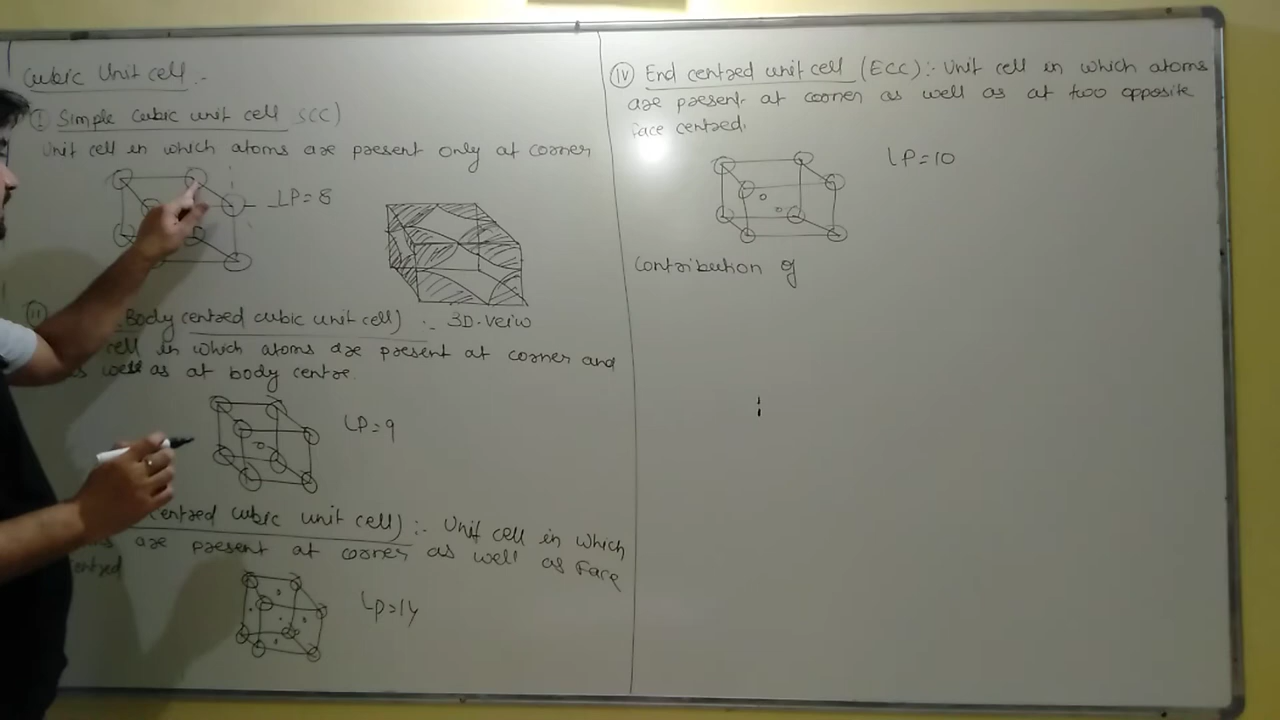 Cubic Unit cell :-
(I) Simple cubic unit cell SCC)
Unit cell in which atoms are present only at corner
LP = 8
3D-veiw
(II) Body centred cubic unit cell) :-
cell in which atoms are present at corner and
as well as at body centre.
LP = 9
centred cubic unit cell) :- Unit cell in which
are present at corner as well as Face
centred
LP = 14
(IV) End centred unit cell (ECC) :- Unit cell in which atoms
are present at corner as well as at two opposite
face centred.
LP = 10
Contribution of